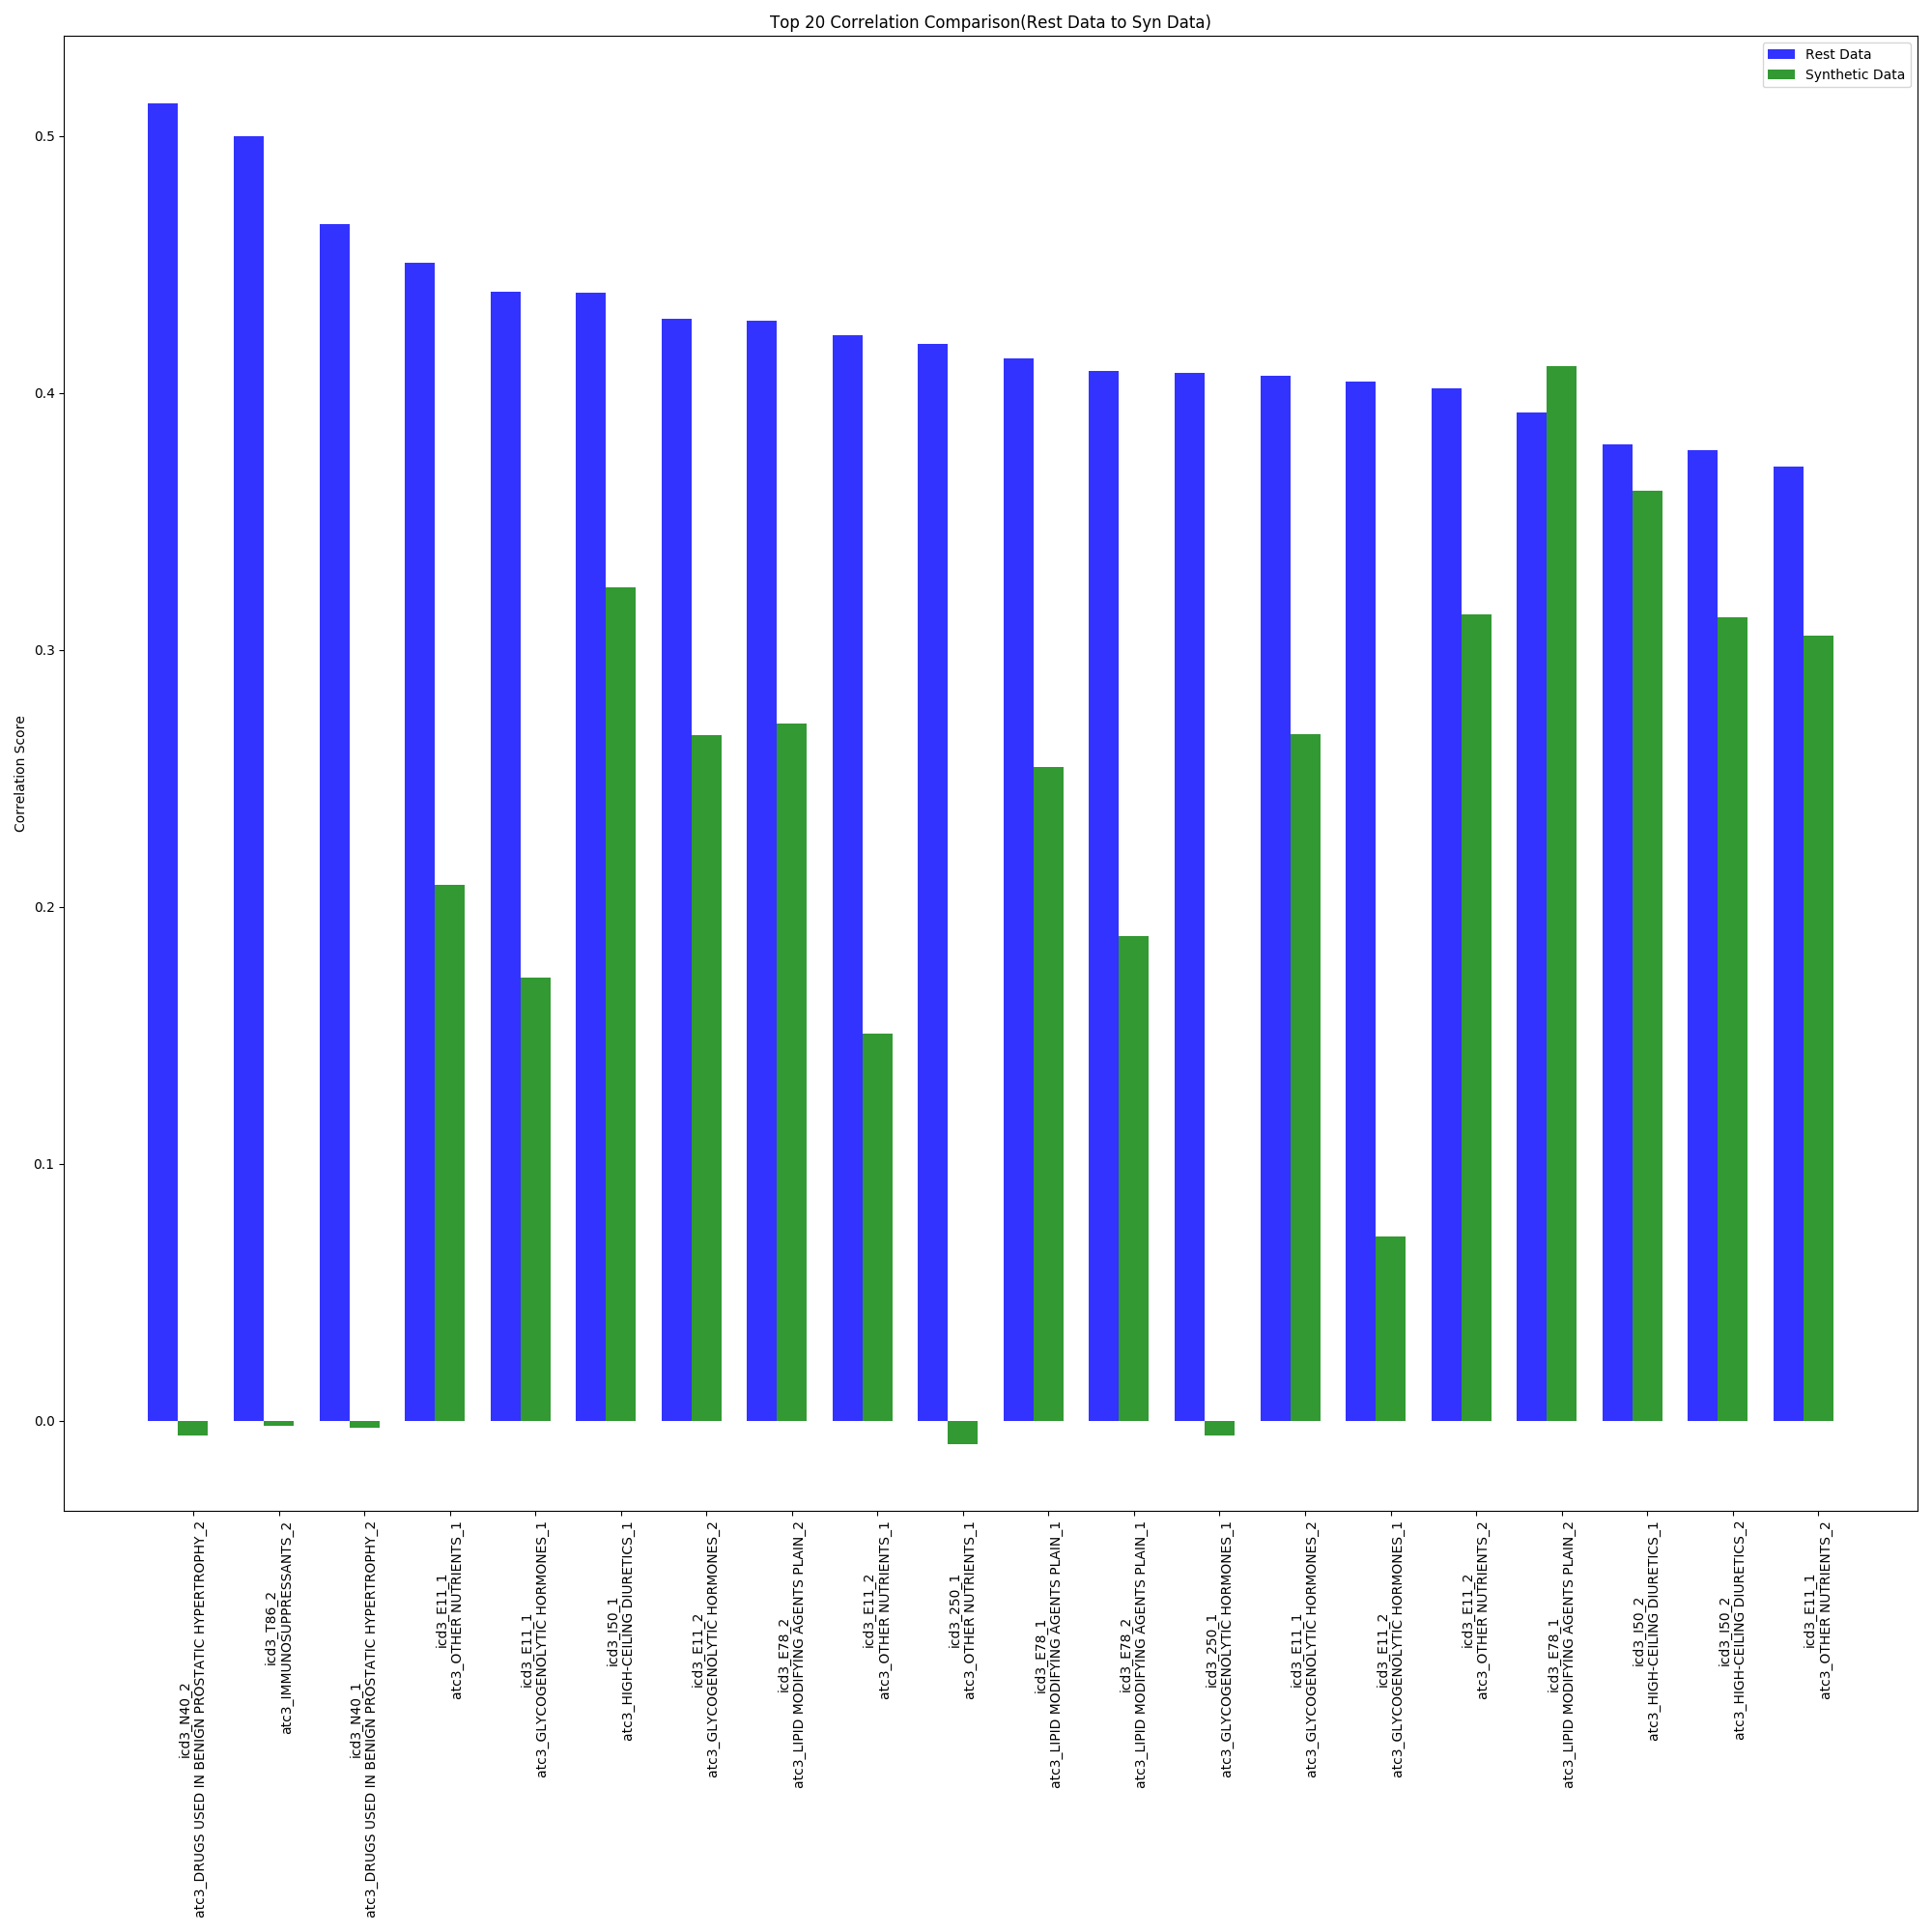 Top 20 Correlation Comparison(Rest Data to Syn Data)
Rest Data
Synthetic Data
Correlation Score
0.5
0.4
0.3
0.2
0.1
0.0
icd3_N40_2
atc3_DRUGS USED IN BENIGN PROSTATIC HYPERTROPHY_2
icd3_T86_2
atc3_IMMUNOSUPPRESSANTS_2
icd3_N40_1
atc3_DRUGS USED IN BENIGN PROSTATIC HYPERTROPHY_2
icd3_E11_1
atc3_OTHER NUTRIENTS_1
icd3_E11_1
atc3_GLYCOGENOLYTIC HORMONES_1
icd3_I50_1
atc3_HIGH-CEILING DIURETICS_1
icd3_E11_2
atc3_GLYCOGENOLYTIC HORMONES_2
icd3_E78_2
atc3_LIPID MODIFYING AGENTS PLAIN_2
icd3_E11_2
atc3_OTHER NUTRIENTS_1
icd3_250_1
atc3_OTHER NUTRIENTS_1
icd3_E78_1
atc3_LIPID MODIFYING AGENTS PLAIN_1
icd3_E78_2
atc3_LIPID MODIFYING AGENTS PLAIN_1
icd3_250_1
atc3_GLYCOGENOLYTIC HORMONES_1
icd3_E11_1
atc3_GLYCOGENOLYTIC HORMONES_2
icd3_E11_2
atc3_GLYCOGENOLYTIC HORMONES_1
icd3_E11_2
atc3_OTHER NUTRIENTS_2
icd3_E78_1
atc3_LIPID MODIFYING AGENTS PLAIN_2
icd3_I50_2
atc3_HIGH-CEILING DIURETICS_1
icd3_I50_2
atc3_HIGH-CEILING DIURETICS_2
icd3_E11_1
atc3_OTHER NUTRIENTS_2